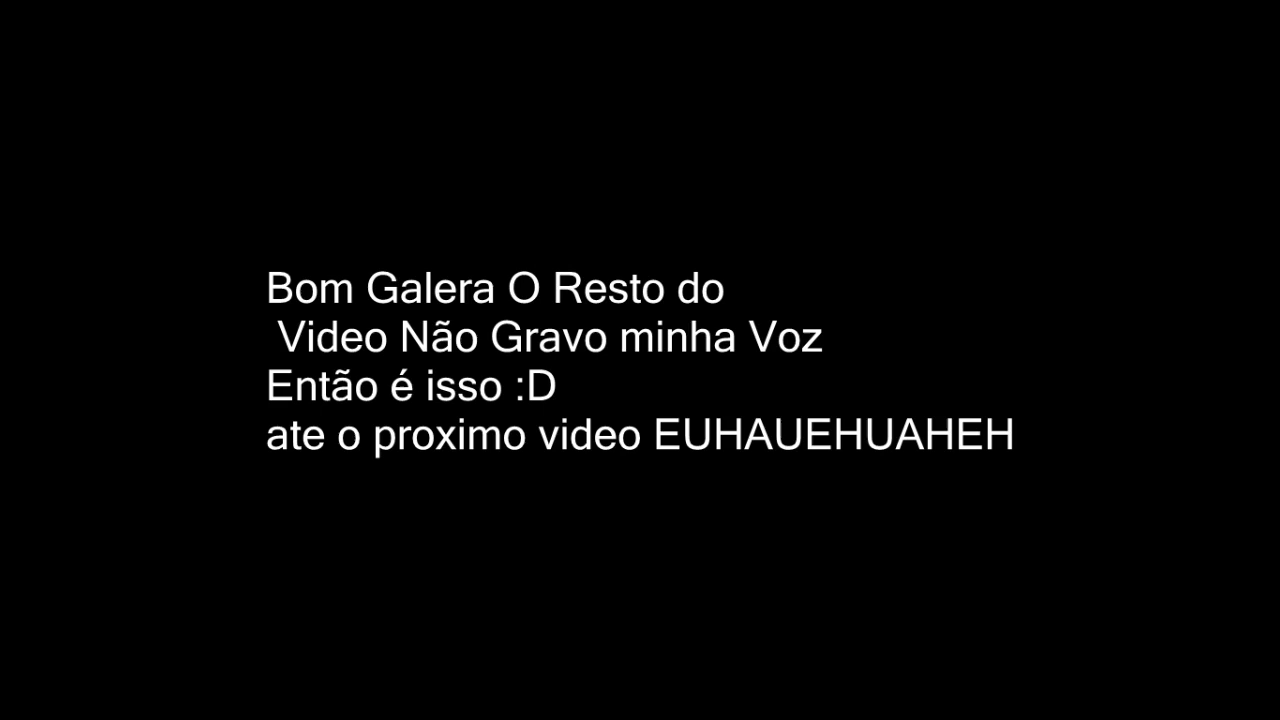 Bom Galera O Resto do
Video Não Gravo minha Voz
Então é isso :D
ate o proximo video EUHAUEHUAHEH